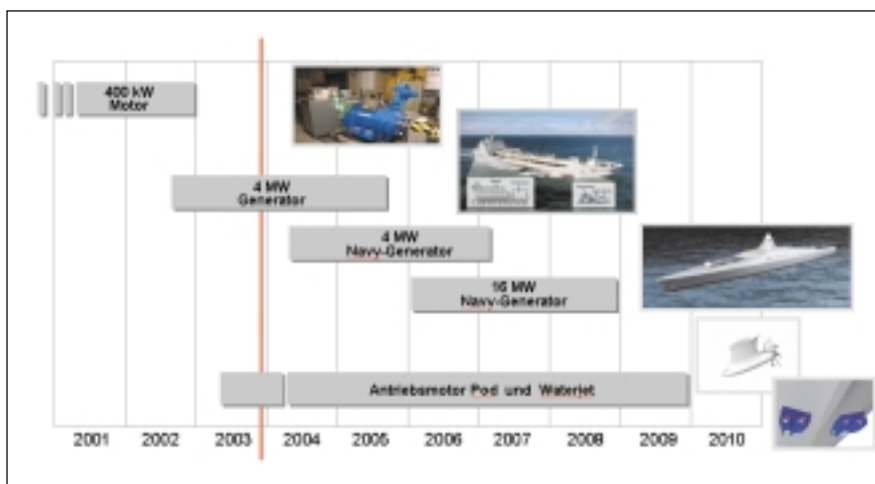 400 kW
Motor
4 MW
Generator
4 MW
Navy-Generator
16 MW
Navy-Generator
Antriebsmotor Pod und Waterjet
2001 2002 2003 2004 2005 2006 2007 2008 2009 2010